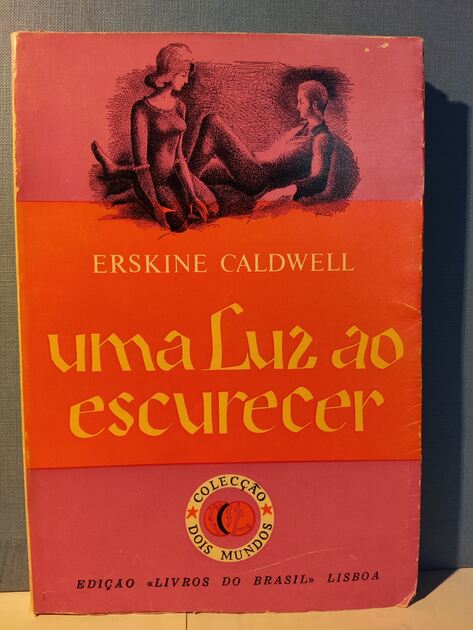 ERSKINE CALDWELL
uma Luz ao
escurecer
COLECÇÃO
DOIS MUNDOS
EDIÇÃO «LIVROS DO BRASIL» LISBOA